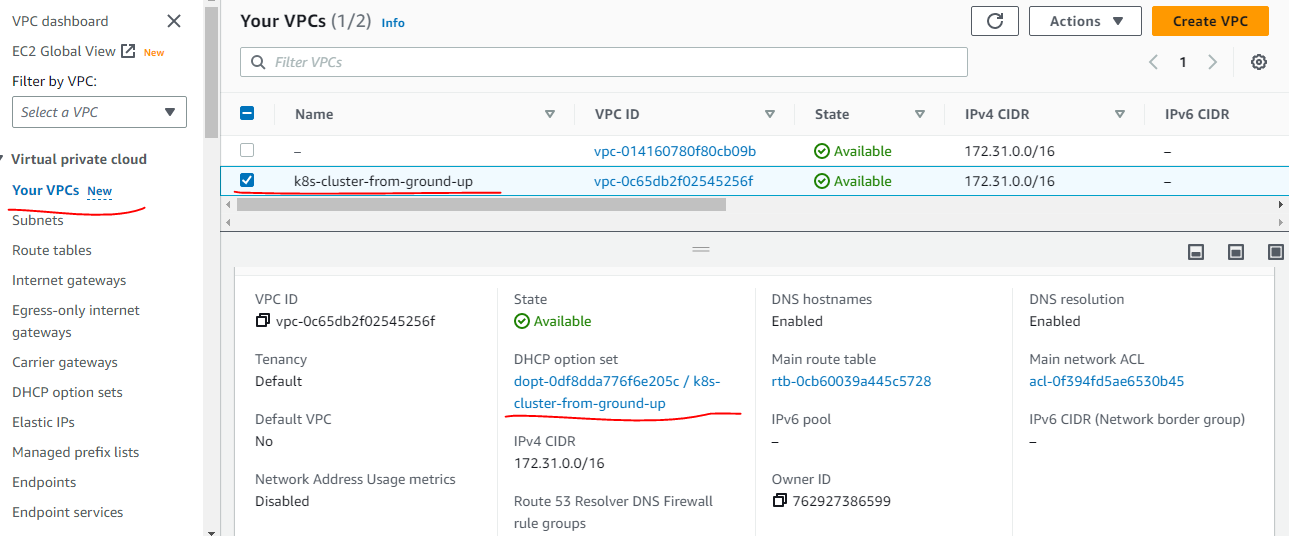 VPC dashboard
EC2 Global View New
Filter by VPC:
Select a VPC
Virtual private cloud
Your VPCs New
Subnets
Route tables
Internet gateways
Egress-only internet
gateways
Carrier gateways
DHCP option sets
Elastic IPs
Managed prefix lists
Endpoints
Endpoint services
Your VPCs (1/2) Info
Actions
Create VPC
Filter VPCs
1
Name VPC ID State IPv4 CIDR IPv6 CIDR
– vpc-014160780f80cb09b Available 172.31.0.0/16 –
k8s-cluster-from-ground-up vpc-0c65db2f02545256f Available 172.31.0.0/16 –
VPC ID
vpc-0c65db2f02545256f
Tenancy
Default
Default VPC
No
Network Address Usage metrics
Disabled
State
Available
DHCP option set
dopt-0df8dda776f6e205c / k8s-
cluster-from-ground-up
IPv4 CIDR
172.31.0.0/16
Route 53 Resolver DNS Firewall
rule groups
DNS hostnames
Enabled
Main route table
rtb-0cb60039a445c5728
IPv6 pool
–
Owner ID
762927386599
DNS resolution
Enabled
Main network ACL
acl-0f394fd5ae6530b45
IPv6 CIDR (Network border group)
–